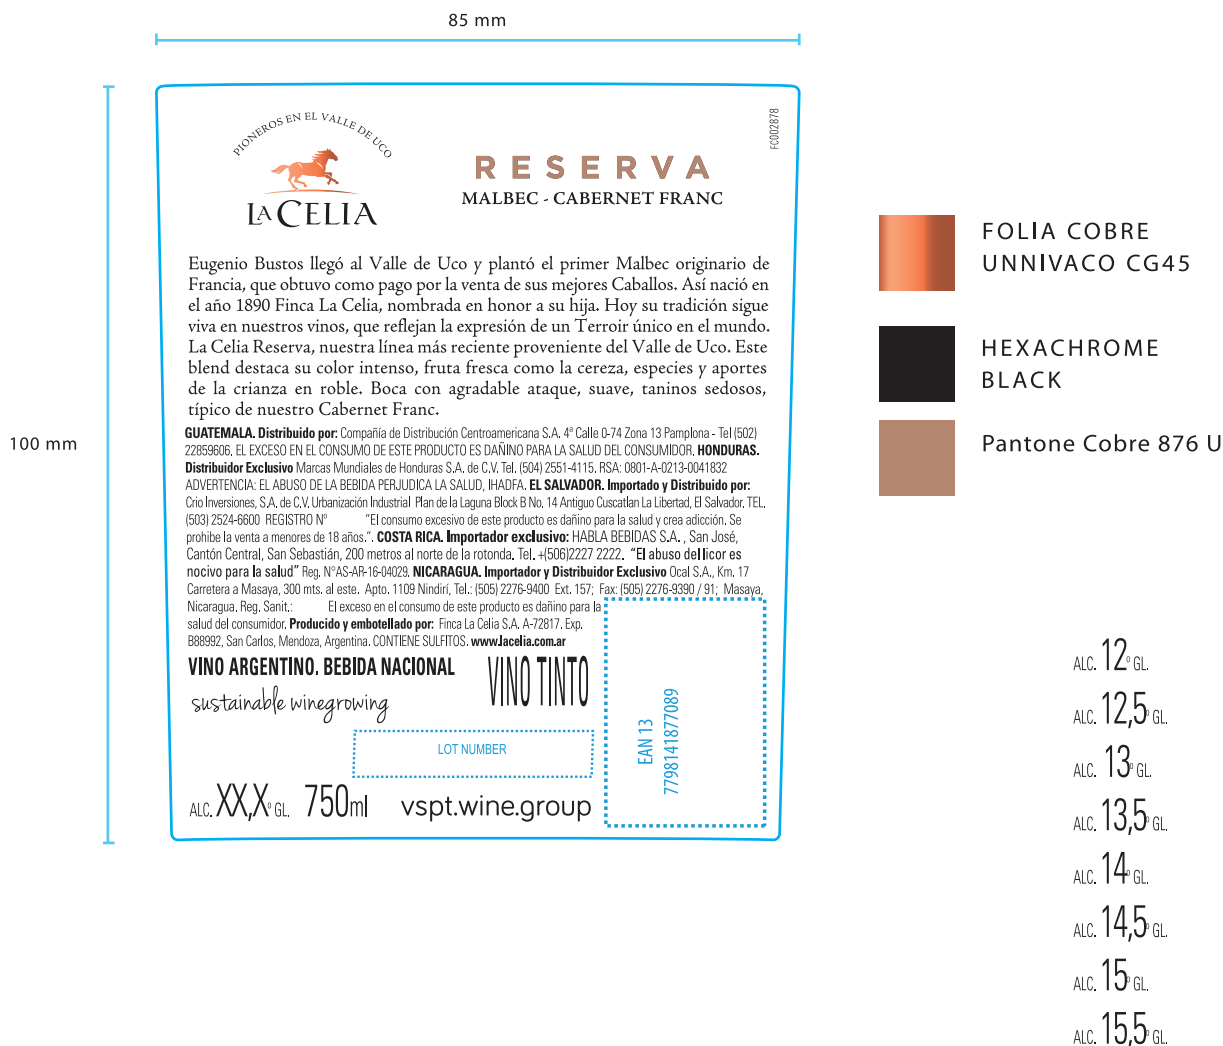 85 mm
100 mm
FC002878
PIONEROS EN EL VALLE DE UCO
LA CELIA
RESERVA
MALBEC - CABERNET FRANC
Eugenio Bustos llegó al Valle de Uco y plantó el primer Malbec originario de
Francia, que obtuvo como pago por la venta de sus mejores Caballos. Así nació en
el año 1890 Finca La Celia, nombrada en honor a su hija. Hoy su tradición sigue
viva en nuestros vinos, que reflejan la expresión de un Terroir único en el mundo.
La Celia Reserva, nuestra línea más reciente proveniente del Valle de Uco. Este
blend destaca su color intenso, fruta fresca como la cereza, especies y aportes
de la crianza en roble. Boca con agradable ataque, suave, taninos sedosos,
típico de nuestro Cabernet Franc.
GUATEMALA. Distribuido por: Compañía de Distribución Centroamericana S.A. 4ª Calle 0-74 Zona 13 Pamplona - Tel (502)
22859606. EL EXCESO EN EL CONSUMO DE ESTE PRODUCTO ES DAÑINO PARA LA SALUD DEL CONSUMIDOR. HONDURAS.
Distribuidor Exclusivo Marcas Mundiales de Honduras S.A. de C.V. Tel. (504) 2551-4115. RSA: 0801-A-0213-0041832
ADVERTENCIA: EL ABUSO DE LA BEBIDA PERJUDICA LA SALUD, IHADFA. EL SALVADOR. Importado y Distribuido por:
Crio Inversiones, S.A. de C.V. Urbanización Industrial Plan de la Laguna Block B No. 14 Antiguo Cuscatlan La Libertad, El Salvador. TEL.
(503) 2524-6600 REGISTRO Nº "El consumo excesivo de este producto es dañino para la salud y crea adicción. Se
prohibe la venta a menores de 18 años.". COSTA RICA. Importador exclusivo: HABLA BEBIDAS S.A. , San José,
Cantón Central, San Sebastián, 200 metros al norte de la rotonda. Tel. +(506)2227 2222. "El abuso del licor es
nocivo para la salud" Reg. N°AS-AR-16-04029. NICARAGUA. Importador y Distribuidor Exclusivo Ocal S.A., Km. 17
Carretera a Masaya, 300 mts. al este. Apto. 1109 Nindirí, Tel.: (505) 2276-9400 Ext. 157; Fax: (505) 2276-9390 / 91; Masaya,
Nicaragua. Reg. Sanit.: El exceso en el consumo de este producto es dañino para la
salud del consumidor. Producido y embotellado por: Finca La Celia S.A. A-72817. Exp.
B88992, San Carlos, Mendoza, Argentina. CONTIENE SULFITOS. www.lacelia.com.ar
VINO ARGENTINO. BEBIDA NACIONAL
VINO TINTO
sustainable winegrowing
LOT NUMBER
EAN 13
7798141877089
ALC. XX,X° GL. 750ml
vspt.wine.group
FOLIA COBRE
UNNIVACO CG45
HEXACHROME
BLACK
Pantone Cobre 876 U
ALC. 12° GL.
ALC. 12,5° GL.
ALC. 13° GL.
ALC. 13,5° GL.
ALC. 14° GL.
ALC. 14,5° GL.
ALC. 15° GL.
ALC. 15,5° GL.